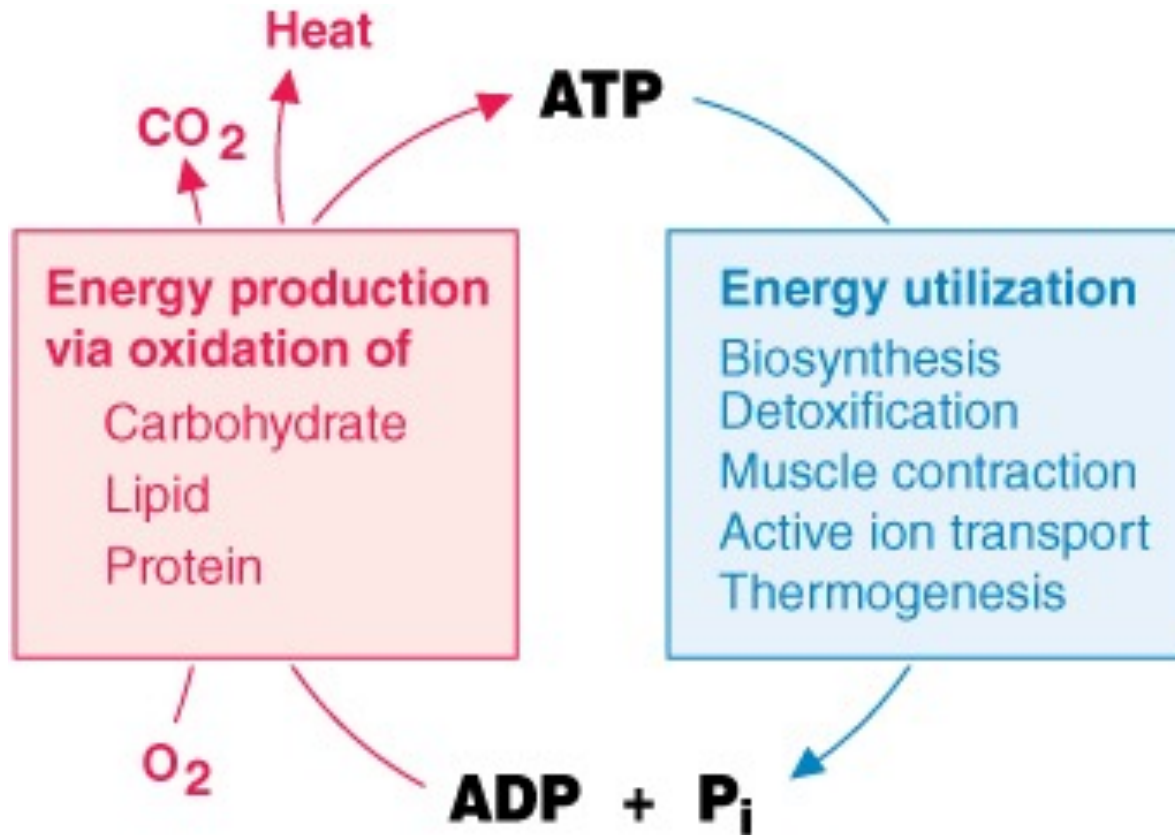 Heat
ATP
CO2
Energy production
via oxidation of
Carbohydrate
Lipid
Protein
Energy utilization
Biosynthesis
Detoxification
Muscle contraction
Active ion transport
Thermogenesis
O2
ADP + Pi